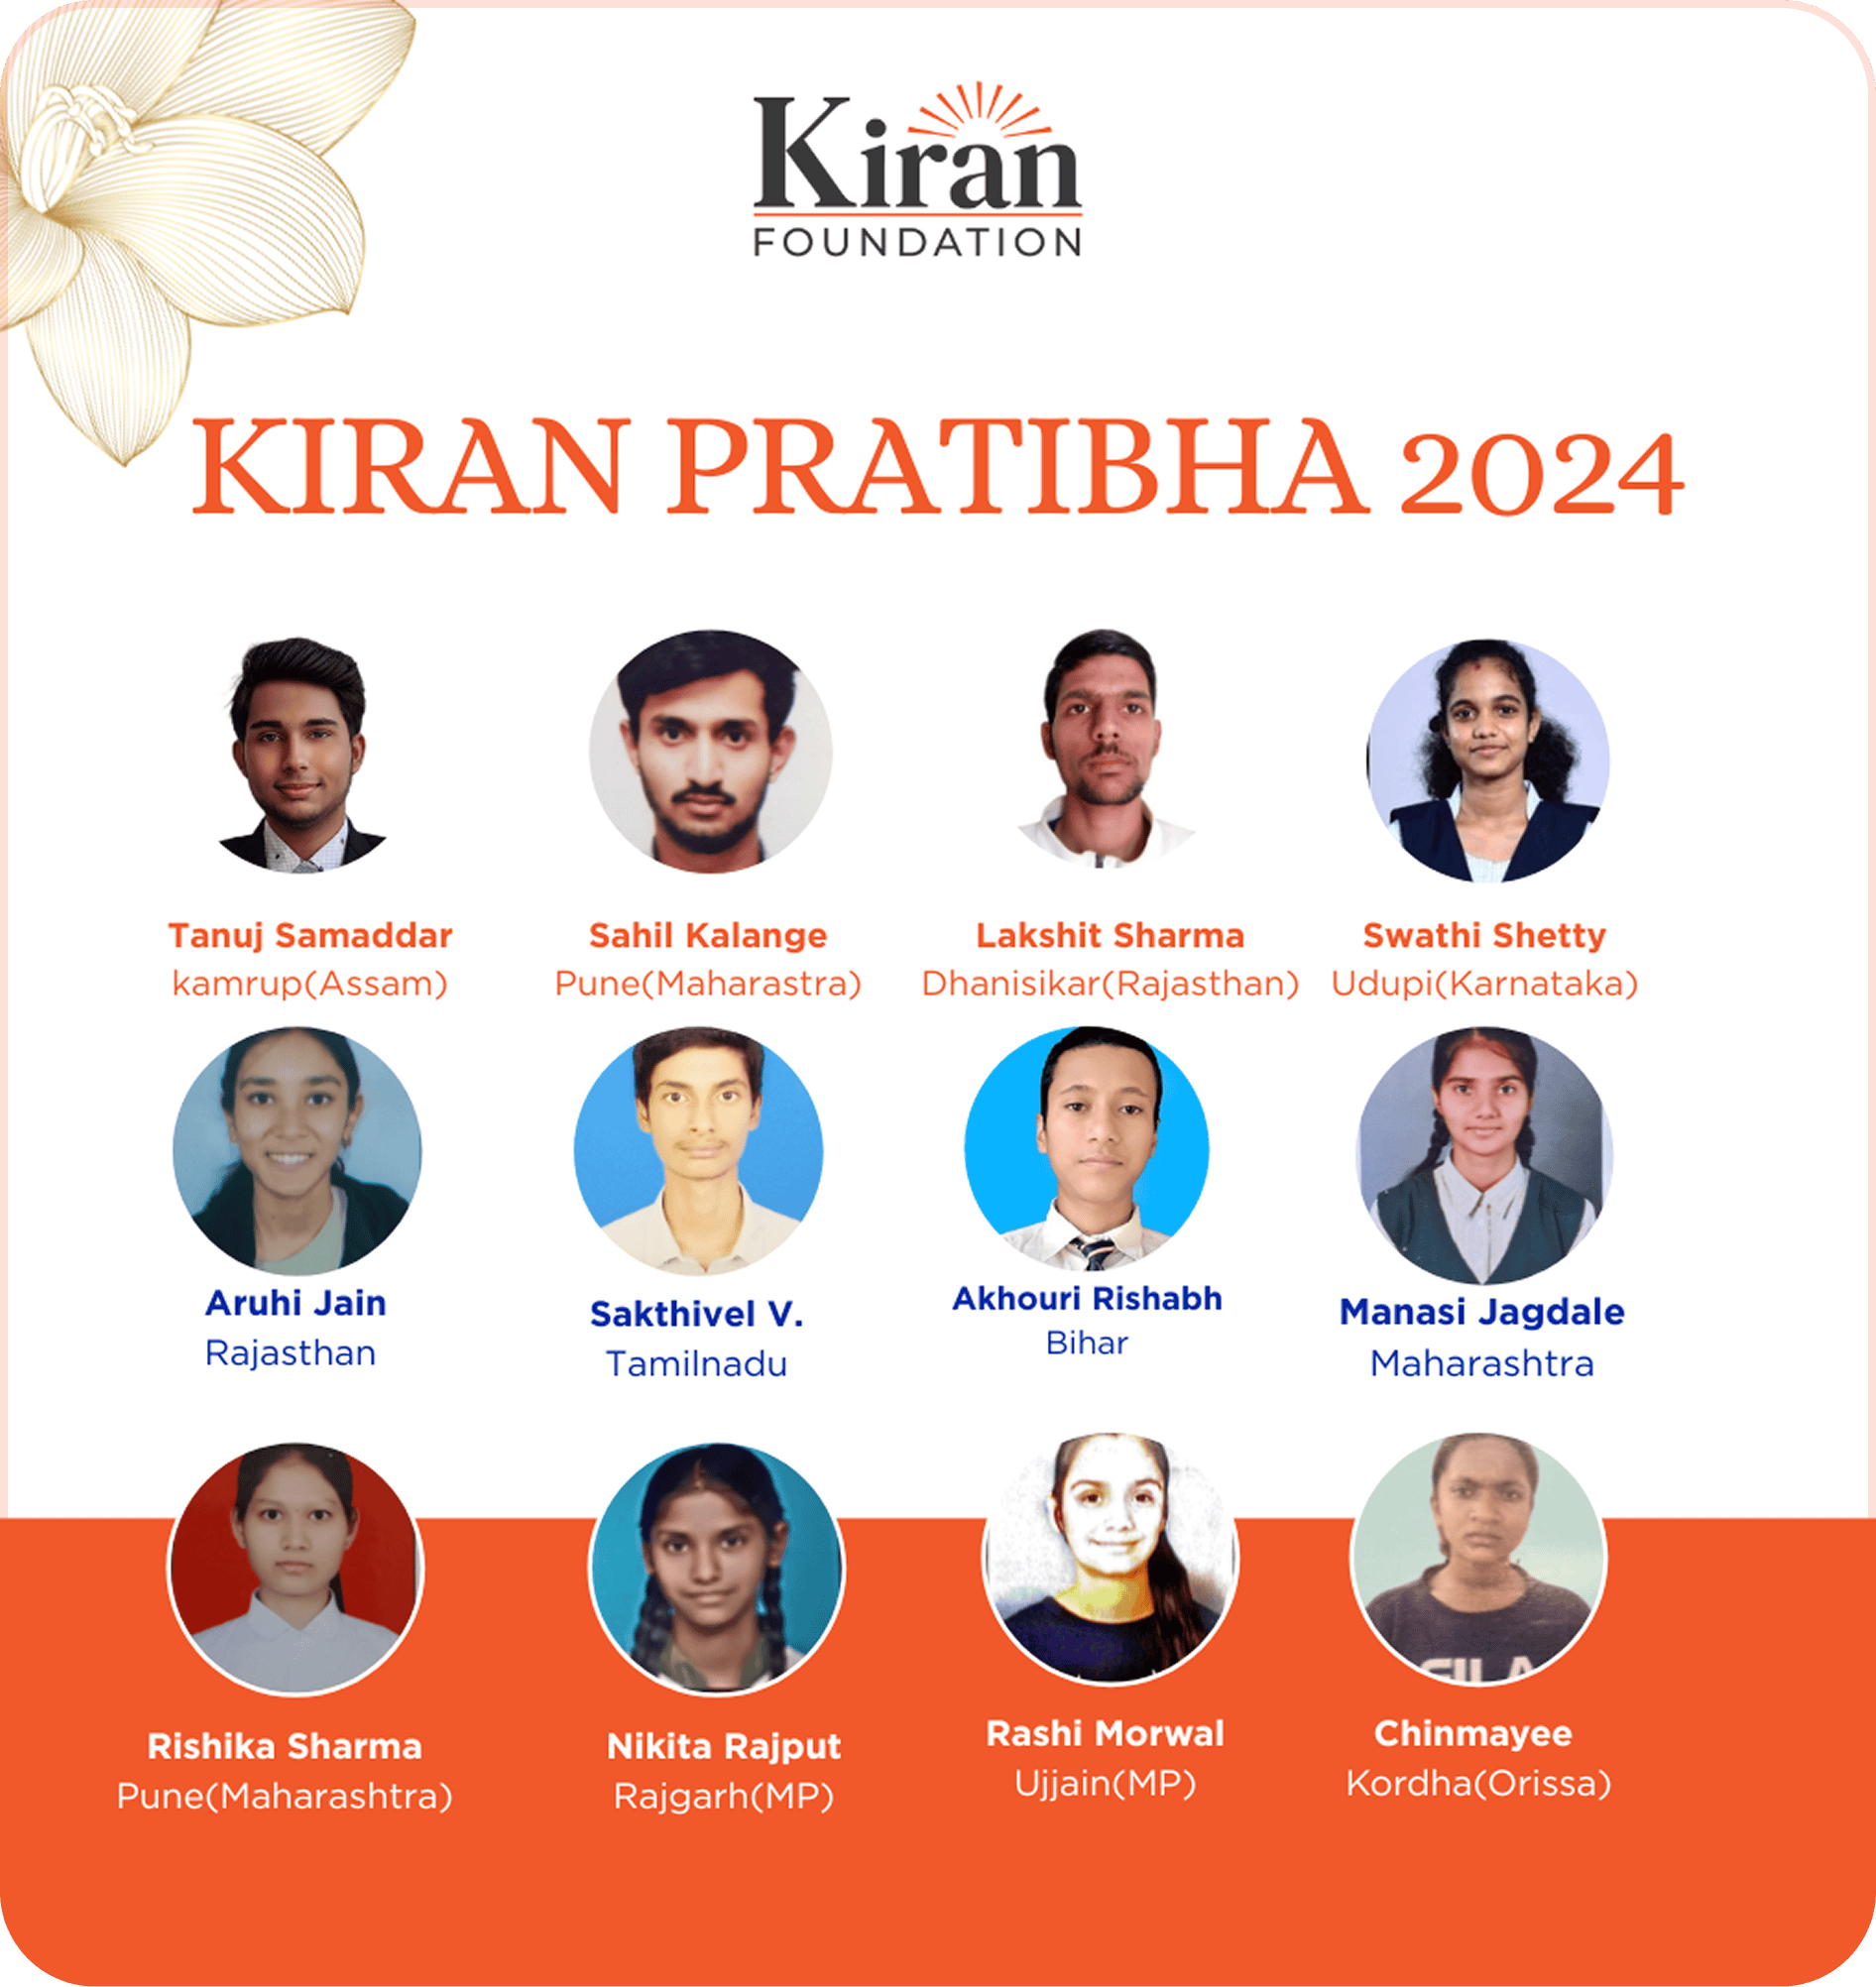 Kiran
FOUNDATION
KIRAN PRATIBHA 2024
Tanuj Samaddar
kamrup(Assam)
Sahil Kalange
Pune(Maharastra)
Lakshit Sharma
Dhanisikar(Rajasthan)
Swathi Shetty
Udupi(Karnataka)
Aruhi Jain
Rajasthan
Sakthivel V.
Tamilnadu
Akhouri Rishabh
Bihar
Manasi Jagdale
Maharashtra
Rishika Sharma
Pune(Maharashtra)
Nikita Rajput
Rajgarh(MP)
Rashi Morwal
Ujjain(MP)
Chinmayee
Kordha(Orissa)